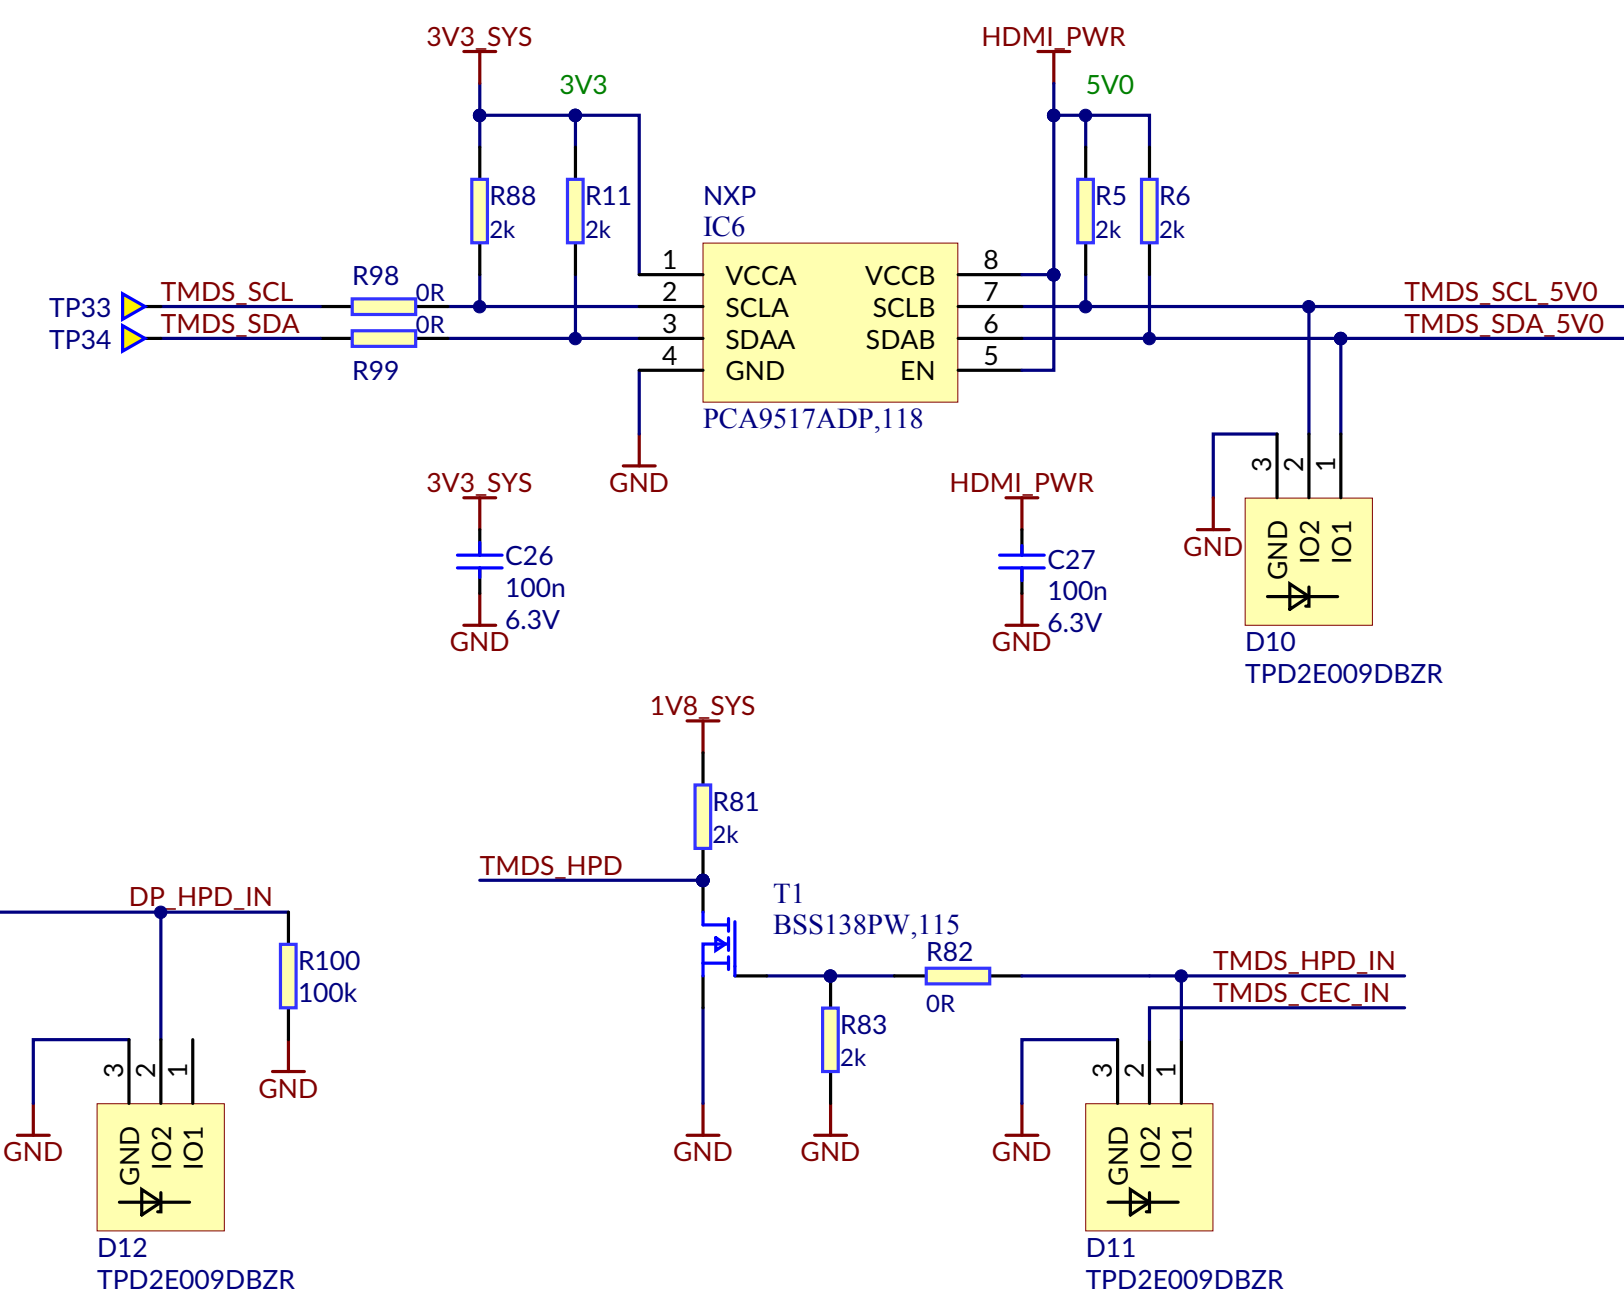 3V3_SYS
HDMI_PWR
3V3
5V0
R88
2k
R11
2k
NXP
IC6
R5
2k
R6
2k
1
VCCA
VCCB
8
TP33
TMDS_SCL
R98
0R
2
SCLA
SCLB
7
TMDS_SCL_5V0
TP34
TMDS_SDA
0R
R99
3
SDAA
SDAB
6
TMDS_SDA_5V0
4
GND
EN
5
PCA9517ADP,118
GND
3V3_SYS
C26
100n
6.3V
GND
HDMI_PWR
C27
100n
6.3V
GND
3
2
1
GND
GND
IO2
IO1
D10
TPD2E009DBZR
1V8_SYS
R81
2k
TMDS_HPD
T1
BSS138PW,115
R82
0R
TMDS_HPD_IN
TMDS_CEC_IN
DP_HPD_IN
R100
100k
GND
R83
2k
3
2
1
GND
GND
IO2
IO1
D12
TPD2E009DBZR
GND
GND
3
2
1
GND
GND
IO2
IO1
D11
TPD2E009DBZR